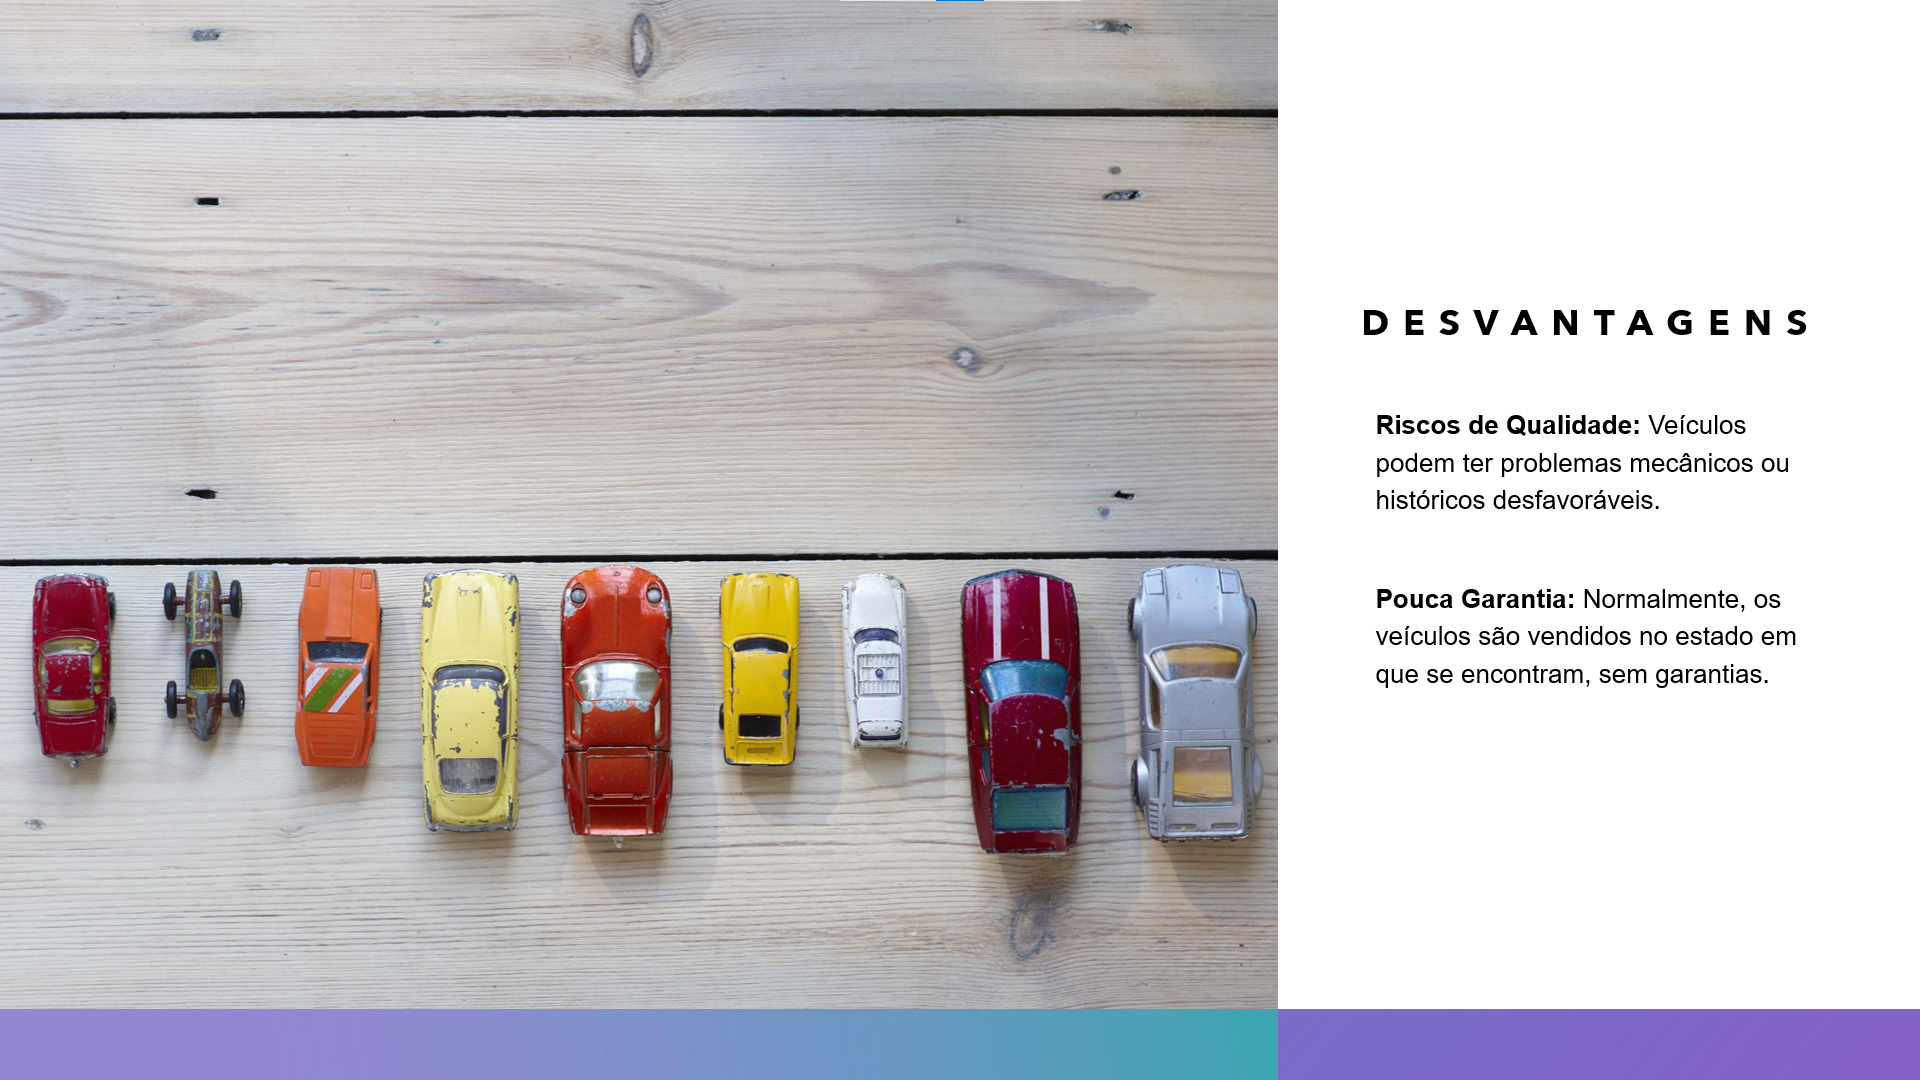 DESVANTAGENS
Riscos de Qualidade: Veículos
podem ter problemas mecânicos ou
históricos desfavoráveis.
Pouca Garantia: Normalmente, os
veículos são vendidos no estado em
que se encontram, sem garantias.